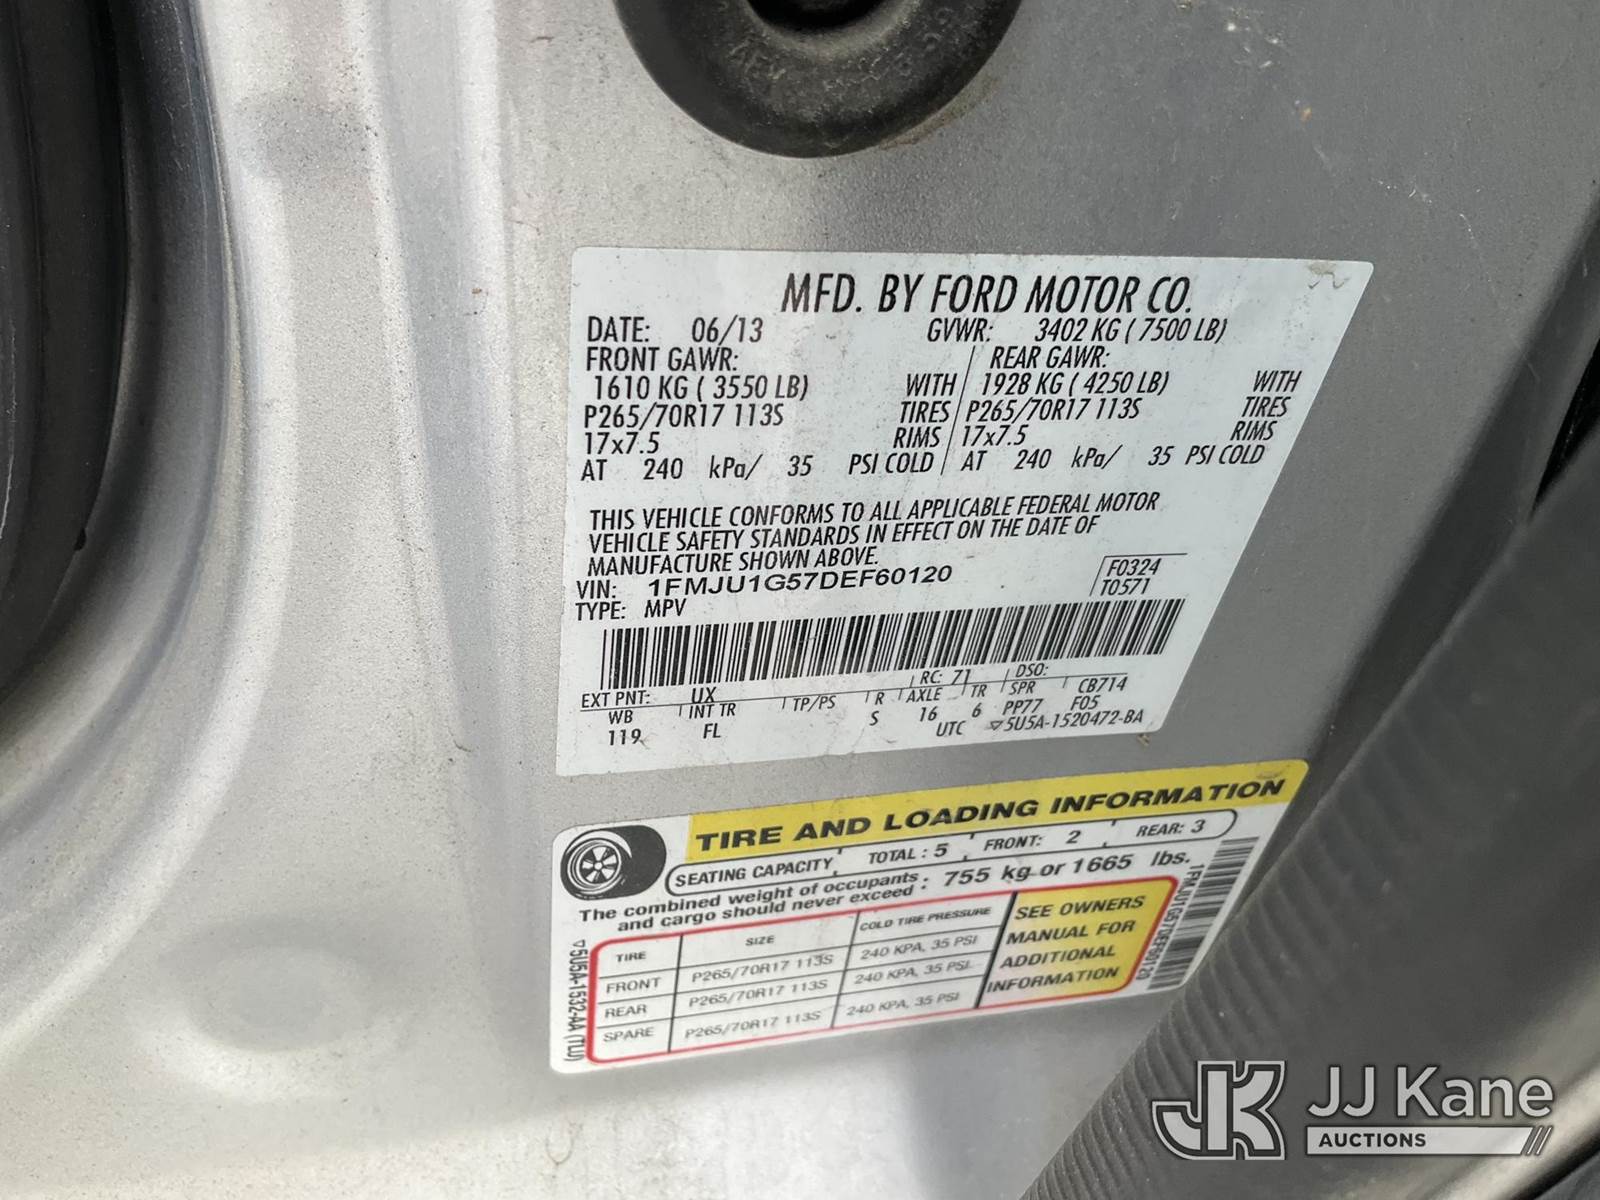 MFD. BY FORD MOTOR CO.
DATE: 06/13 GVWR: 3402 KG ( 7500 LB)
FRONT GAWR: REAR GAWR:
1610 KG ( 3550 LB) WITH 1928 KG ( 4250 LB) WITH
P265/70R17 113S TIRES P265/70R17 113S TIRES
17x7.5 RIMS 17x7.5 RIMS
AT 240 kPa/ 35 PSI COLD AT 240 kPa/ 35 PSI COLD
THIS VEHICLE CONFORMS TO ALL APPLICABLE FEDERAL MOTOR
VEHICLE SAFETY STANDARDS IN EFFECT ON THE DATE OF
MANUFACTURE SHOWN ABOVE.
VIN: 1FMJU1G57DEF60120 F0324
TYPE: MPV T0571
EXT PNT: UX RC: 71 DSO:
WB INT TR TP/PS R AXLE TR SPR CB714
119 FL S 16 6 PP77 F05
UTC ▽5U5A-1520472-BA
TIRE AND LOADING INFORMATION
SEATING CAPACITY TOTAL : 5 FRONT: 2 REAR: 3
The combined weight of occupants and cargo should never exceed : 755 kg or 1665 lbs.
TIRE SIZE COLD TIRE PRESSURE
FRONT P265/70R17 113S 240 KPA, 35 PSI
REAR P265/70R17 113S 240 KPA, 35 PSI
SPARE P265/70R17 113S 240 KPA, 35 PSI
SEE OWNERS
MANUAL FOR
ADDITIONAL
INFORMATION
▽5U5A-1532-AA (TLU)
1FMJU1G57DEF60120
JJ Kane
AUCTIONS